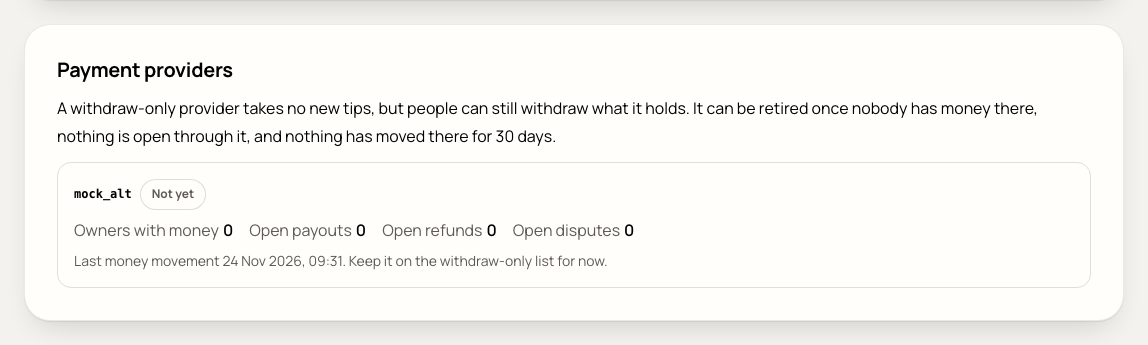 Payment providers
A withdraw-only provider takes no new tips, but people can still withdraw what it holds. It can be retired once nobody has money there,
nothing is open through it, and nothing has moved there for 30 days.
mock_alt Not yet
Owners with money 0 Open payouts 0 Open refunds 0 Open disputes 0
Last money movement 24 Nov 2026, 09:31. Keep it on the withdraw-only list for now.